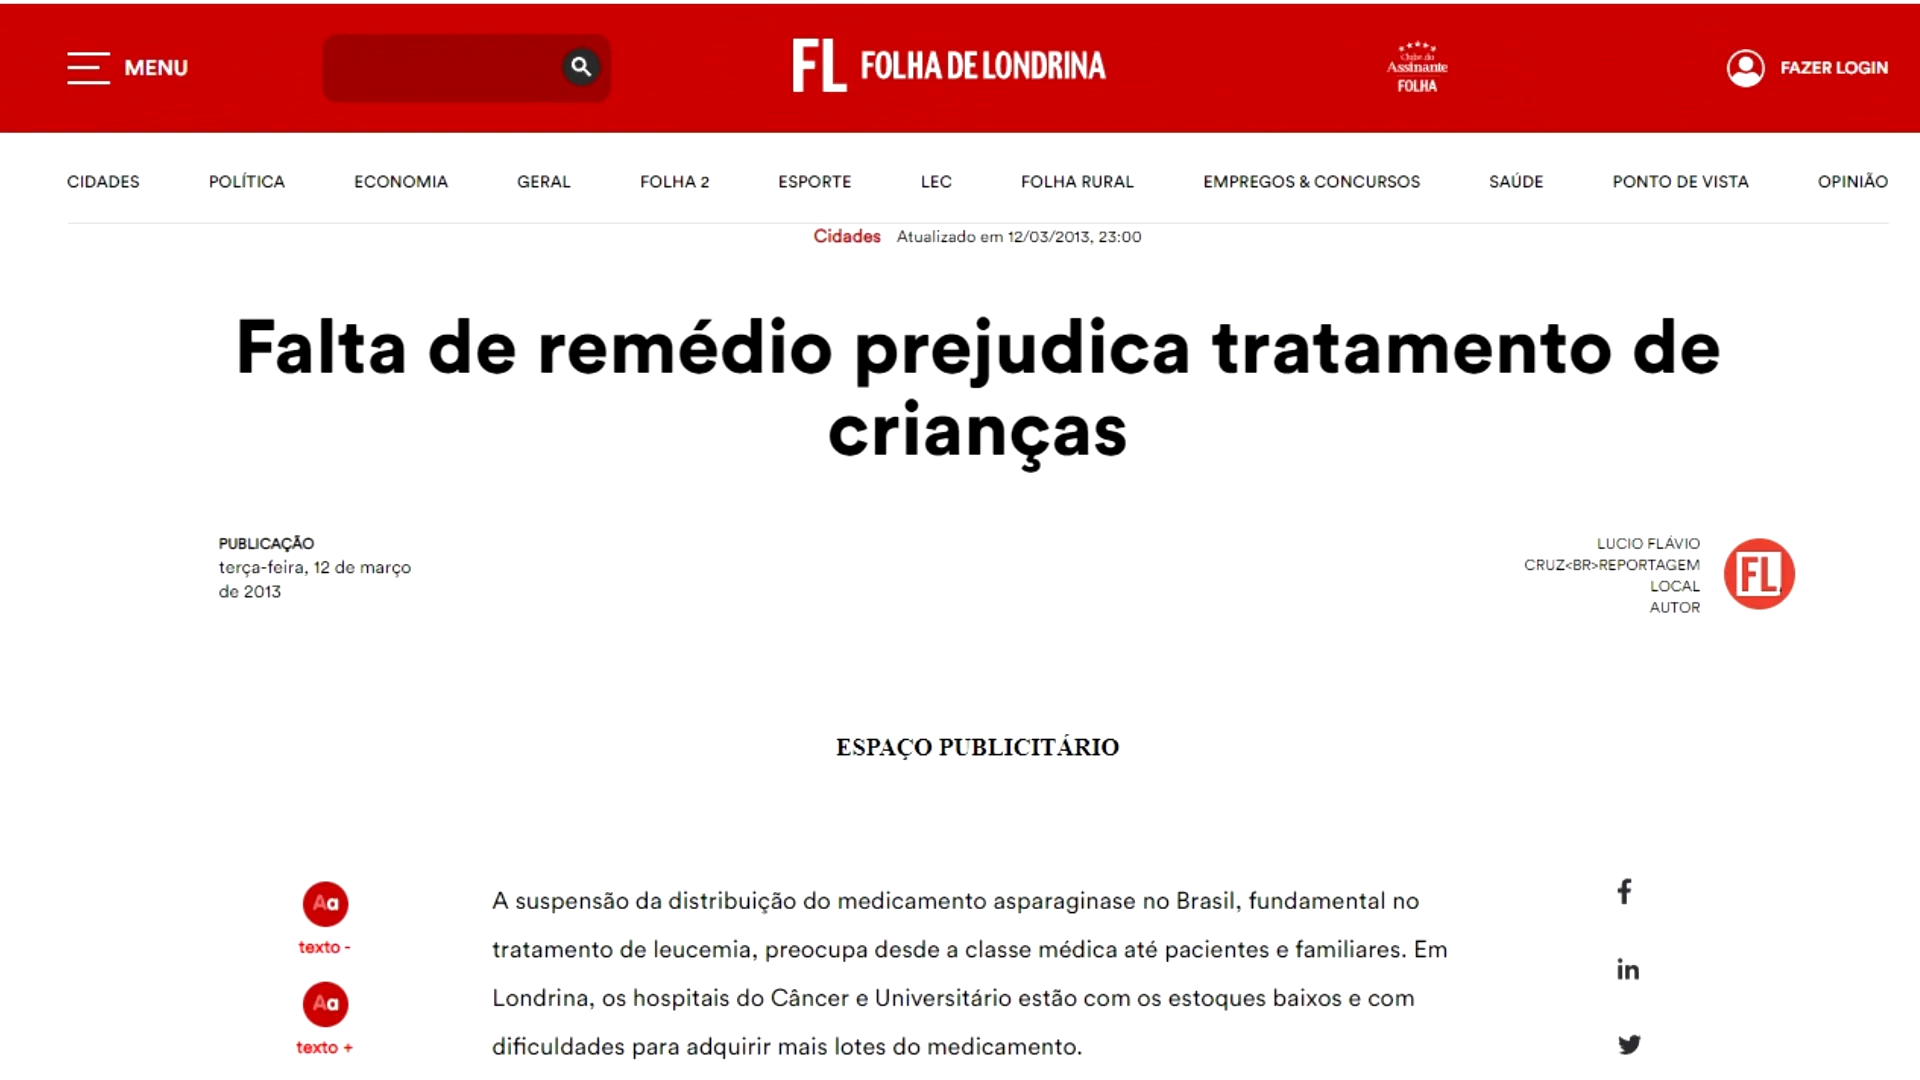 MENU
FL FOLHA DE LONDRINA
Clube do
Assinante
FOLHA
FAZER LOGIN
CIDADES POLÍTICA ECONOMIA GERAL FOLHA 2 ESPORTE LEC FOLHA RURAL EMPREGOS & CONCURSOS SAÚDE PONTO DE VISTA OPINIÃO
Cidades Atualizado em 12/03/2013, 23:00
Falta de remédio prejudica tratamento de
crianças
PUBLICAÇÃO
terça-feira, 12 de março
de 2013
LUCIO FLÁVIO
CRUZ<BR>REPORTAGEM
LOCAL
AUTOR
FL
ESPAÇO PUBLICITÁRIO
Aa
texto -
Aa
texto +
A suspensão da distribuição do medicamento asparaginase no Brasil, fundamental no
tratamento de leucemia, preocupa desde a classe médica até pacientes e familiares. Em
Londrina, os hospitais do Câncer e Universitário estão com os estoques baixos e com
dificuldades para adquirir mais lotes do medicamento.
f
in